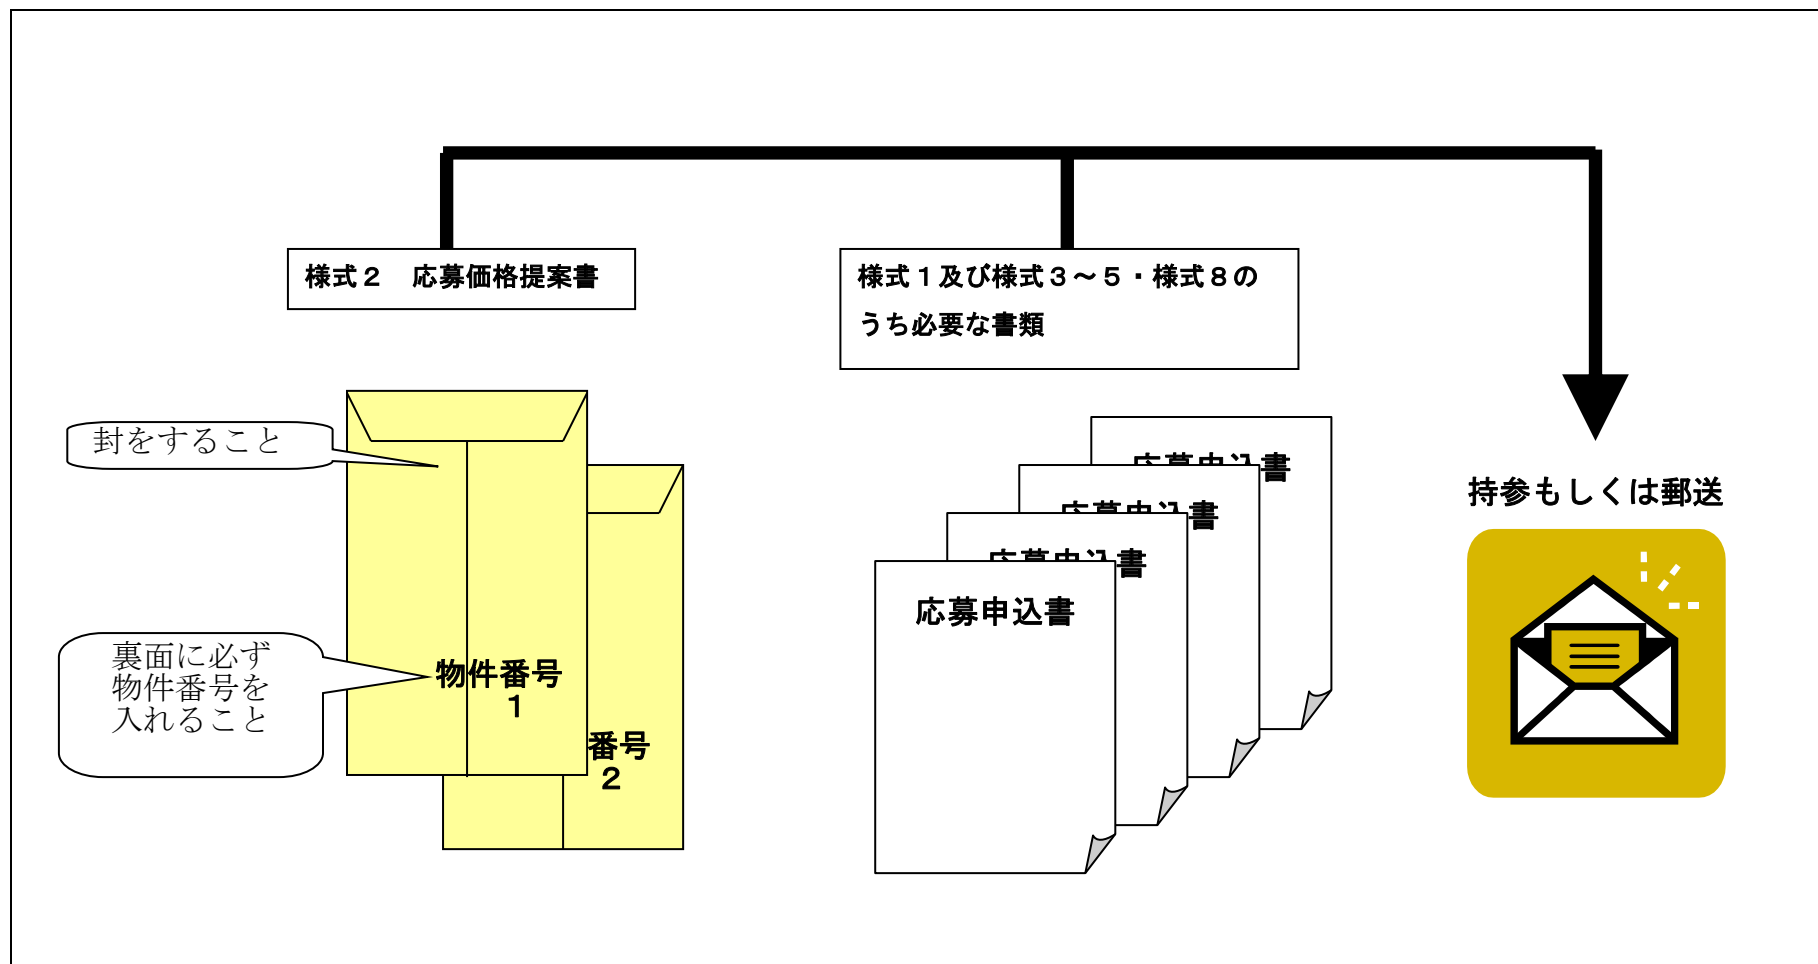 様式２　応募価格提案書
様式１及び様式３～５・様式８の
うち必要な書類
封をすること
裏面に必ず
物件番号を
入れること
物件番号
１
番号
２
応募申込書
応募申込書
応募申込書
応募申込書
持参もしくは郵送